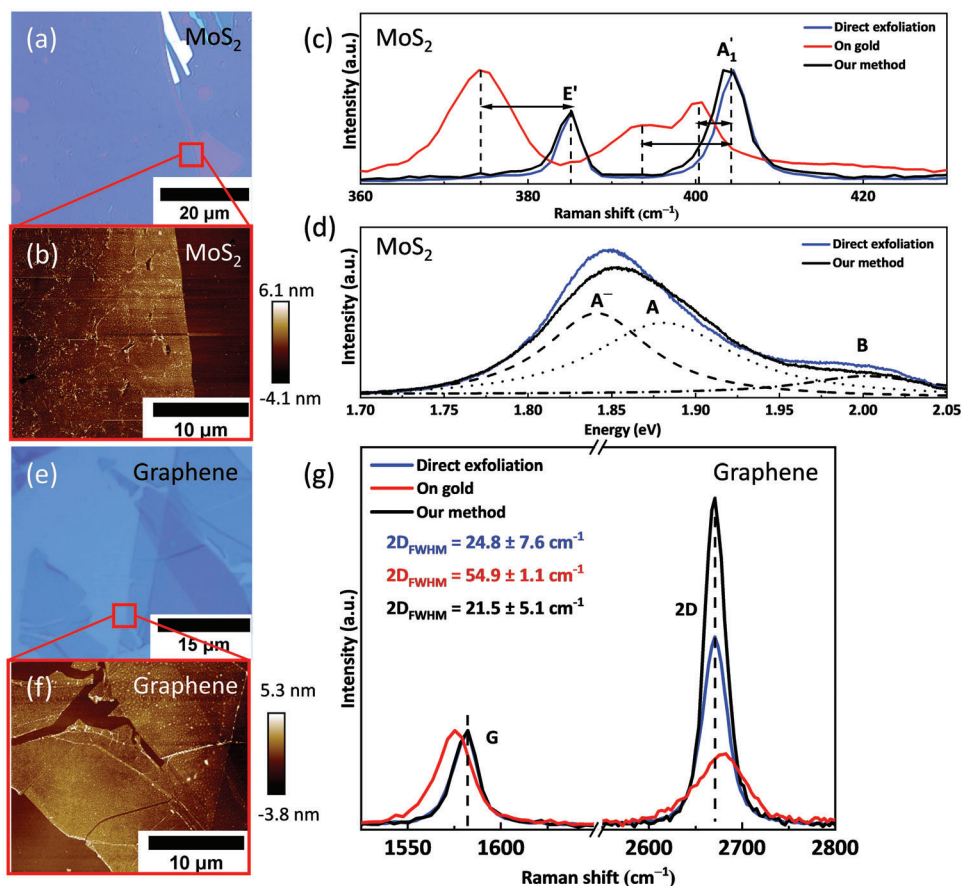 (a)
MoS₂
20 µm
(b)
MoS₂
6.1 nm
-4.1 nm
10 µm
(c)
MoS₂
Direct exfoliation
On gold
Our method
E'
A₁'
Intensity (a.u.)
360
380
400
420
Raman shift (cm⁻¹)
(d)
MoS₂
Direct exfoliation
Our method
A⁻
A
B
Intensity (a.u.)
1.70
1.75
1.80
1.85
1.90
1.95
2.00
2.05
Energy (eV)
(e)
Graphene
15 µm
(f)
Graphene
5.3 nm
-3.8 nm
10 µm
(g)
Graphene
Direct exfoliation
On gold
Our method
2D_FWHM = 24.8 ± 7.6 cm⁻¹
2D_FWHM = 54.9 ± 1.1 cm⁻¹
2D_FWHM = 21.5 ± 5.1 cm⁻¹
2D
G
Intensity (a.u.)
1550
1600
2600
2700
2800
Raman shift (cm⁻¹)